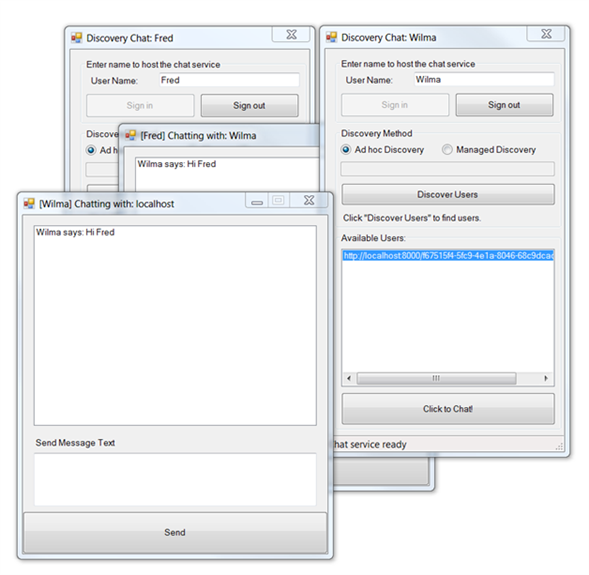 Discovery Chat: Fred
Enter name to host the chat service
User Name: Fred
Sign in Sign out
Ad h
[Fred] Chatting with: Wilma
Wilma says: Hi Fred
[Wilma] Chatting with: localhost
Wilma says: Hi Fred
Send Message Text
Send
Discovery Chat: Wilma
Enter name to host the chat service
User Name: Wilma
Sign in Sign out
Discovery Method
Ad hoc Discovery Managed Discovery
Discover Users
Click "Discover Users" to find users.
Available Users:
http://localhost:8000/f67515f4-5fc9-4e1a-8046-68c9dcad
Click to Chat!
hat service ready